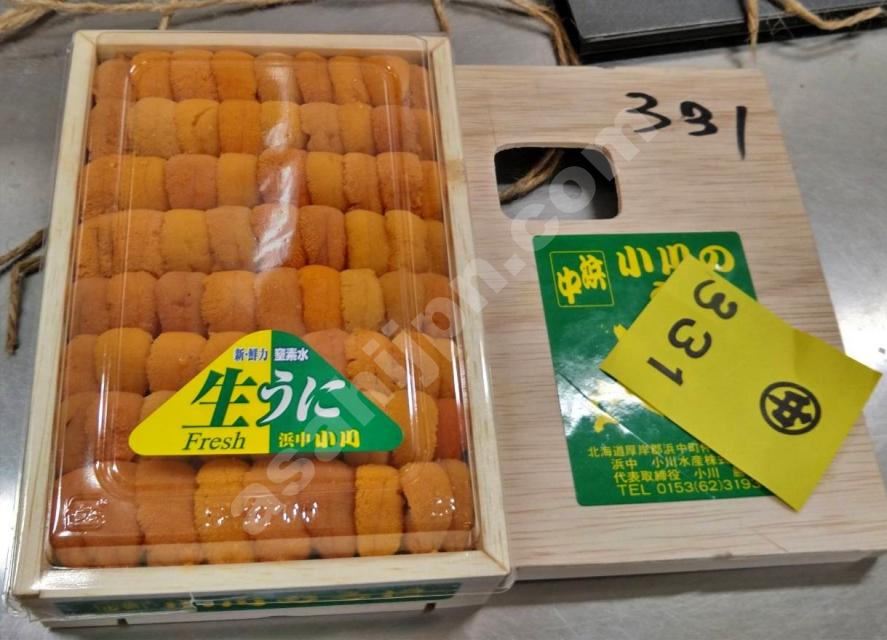 331
新・鮮力 窒素水
生うに
Fresh
浜中 小川
中浜 小川の
331
北海道厚岸郡浜中町
浜中 小川水産株式
代表取締役 小川
TEL 0153(62)3193
asahijpn.com